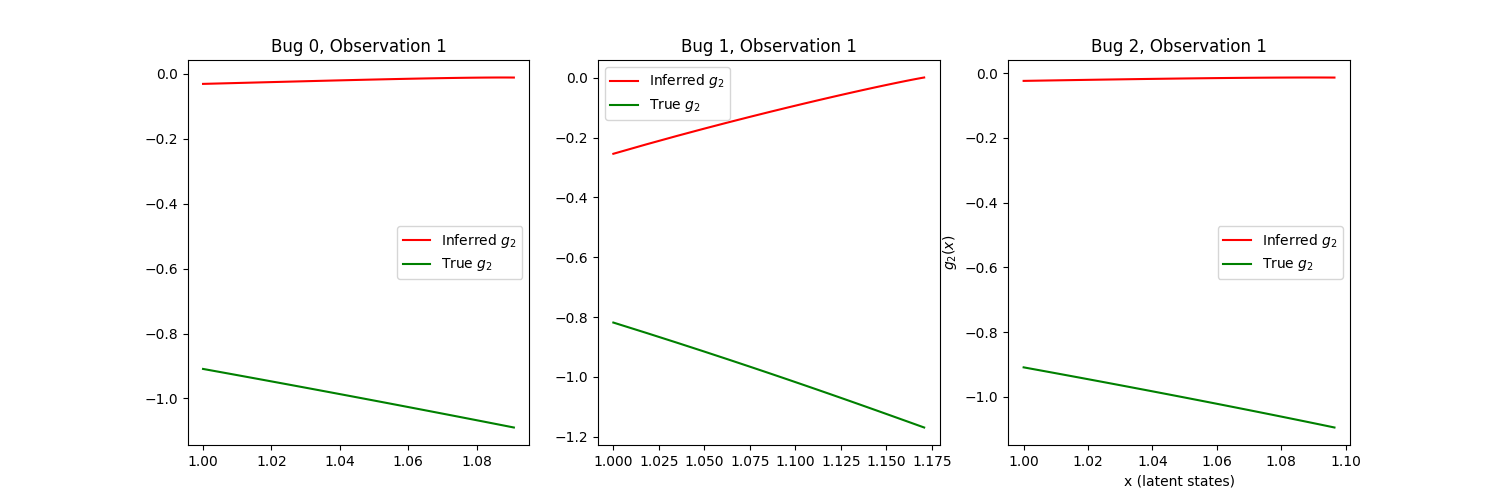 Bug 0, Observation 1
0.0
−0.2
−0.4
−0.6
−0.8
−1.0
Inferred g₂
True g₂
1.00 1.02 1.04 1.06 1.08
Bug 1, Observation 1
0.0
−0.2
−0.4
−0.6
−0.8
−1.0
−1.2
Inferred g₂
True g₂
1.000 1.025 1.050 1.075 1.100 1.125 1.150 1.175
Bug 2, Observation 1
g₂(x)
0.0
−0.2
−0.4
−0.6
−0.8
−1.0
Inferred g₂
True g₂
1.00 1.02 1.04 1.06 1.08 1.10
x (latent states)